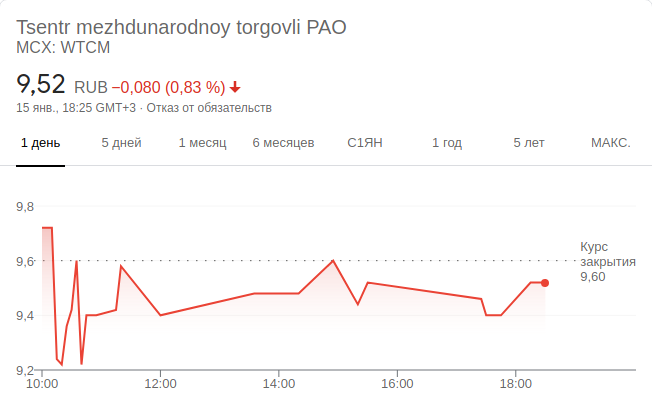 Tsentr mezhdunarodnoy torgovli PAO
MCX: WTCM
9,52 RUB −0,080 (0,83 %)
15 янв., 18:25 GMT+3 · Отказ от обязательств
1 день 5 дней 1 месяц 6 месяцев С1ЯН 1 год 5 лет МАКС.
9,8
Курс
9,6 закрытия
9,60
9,4
9,2
10:00 12:00 14:00 16:00 18:00